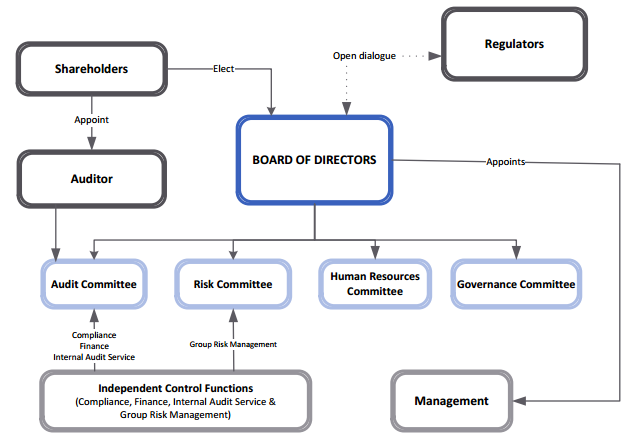 Regulators
Open dialogue
Shareholders
Elect
Appoint
BOARD OF DIRECTORS
Appoints
Auditor
Audit Committee
Risk Committee
Human Resources
Committee
Governance Committee
Compliance
Finance
Internal Audit Service
Group Risk Management
Independent Control Functions
(Compliance, Finance, Internal Audit Service &
Group Risk Management)
Management